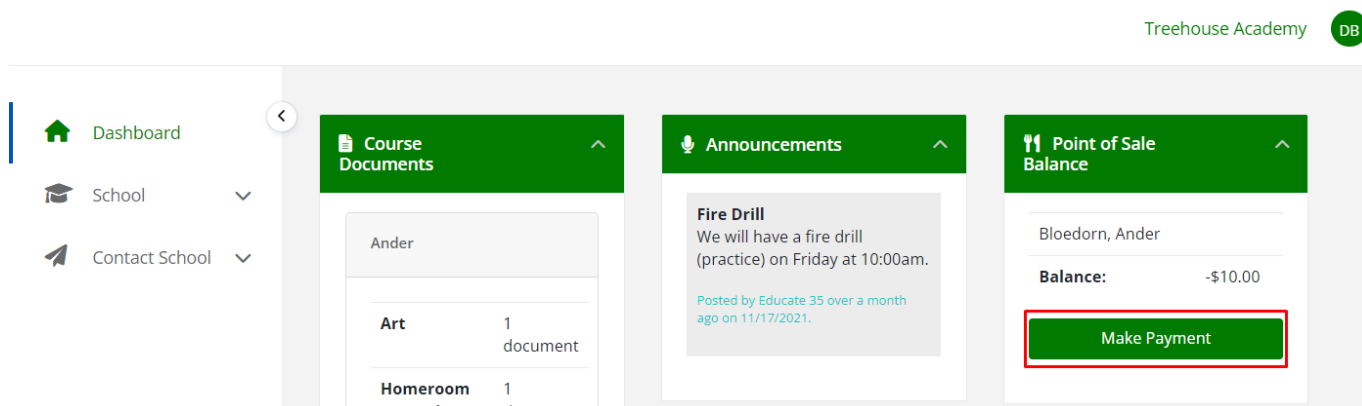 Treehouse Academy
DB
Dashboard
School
Contact School
Course
Documents
Ander
Art
1
document
Homeroom
1
Announcements
Fire Drill
We will have a fire drill
(practice) on Friday at 10:00am.
Posted by Educate 35 over a month
ago on 11/17/2021.
Point of Sale
Balance
Bloedorn, Ander
Balance: -$10.00
Make Payment